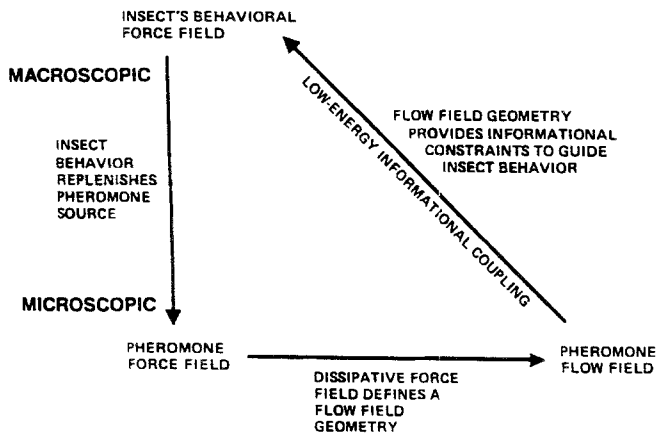 INSECT'S BEHAVIORAL
FORCE FIELD
MACROSCOPIC
INSECT
BEHAVIOR
REPLENISHES
PHEROMONE
SOURCE
LOW-ENERGY INFORMATIONAL COUPLING
FLOW FIELD GEOMETRY
PROVIDES INFORMATIONAL
CONSTRAINTS TO GUIDE
INSECT BEHAVIOR
MICROSCOPIC
PHEROMONE
FORCE FIELD
DISSIPATIVE FORCE
FIELD DEFINES A
FLOW FIELD
GEOMETRY
PHEROMONE
FLOW FIELD